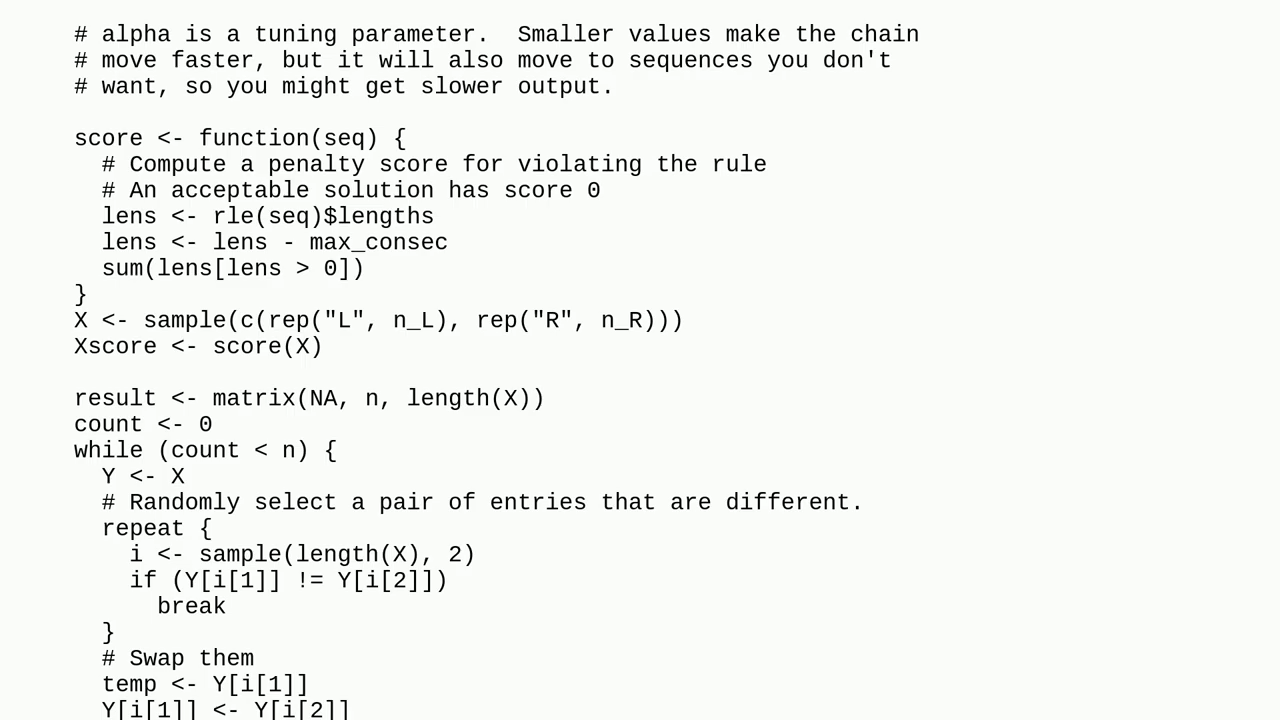 # alpha is a tuning parameter.  Smaller values make the chain
# move faster, but it will also move to sequences you don't
# want, so you might get slower output.

score <- function(seq) {
  # Compute a penalty score for violating the rule
  # An acceptable solution has score 0
  lens <- rle(seq)$lengths
  lens <- lens - max_consec
  sum(lens[lens > 0])
}
X <- sample(c(rep("L", n_L), rep("R", n_R)))
Xscore <- score(X)

result <- matrix(NA, n, length(X))
count <- 0
while (count < n) {
  Y <- X
  # Randomly select a pair of entries that are different.
  repeat {
    i <- sample(length(X), 2)
    if (Y[i[1]] != Y[i[2]])
      break
  }
  # Swap them
  temp <- Y[i[1]]
  Y[i[1]] <- Y[i[2]]